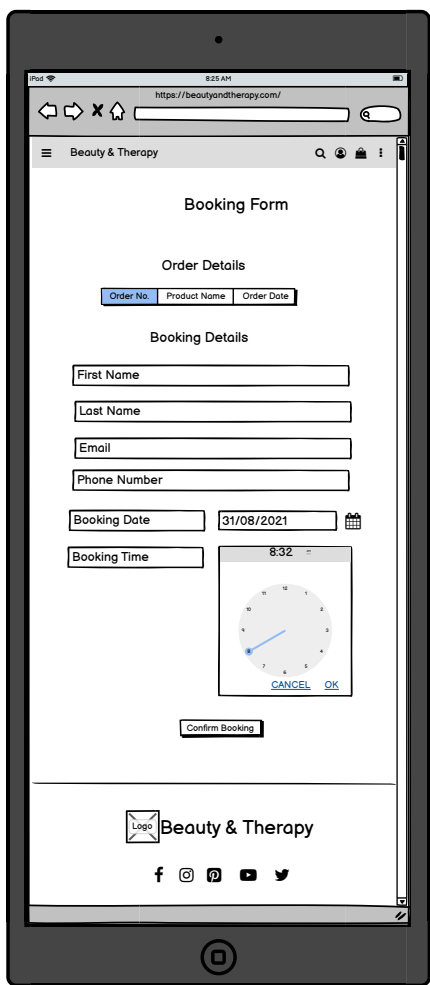 iPad 8:25 AM
https://beautyandtherapy.com/
Beauty & Therapy
Booking Form
Order Details
Order No. Product Name Order Date
Booking Details
First Name
Last Name
Email
Phone Number
Booking Date 31/08/2021
Booking Time 8:32
12
11 1
10 2
9 3
8 4
7 5
6
CANCEL OK
Confirm Booking
Logo Beauty & Therapy